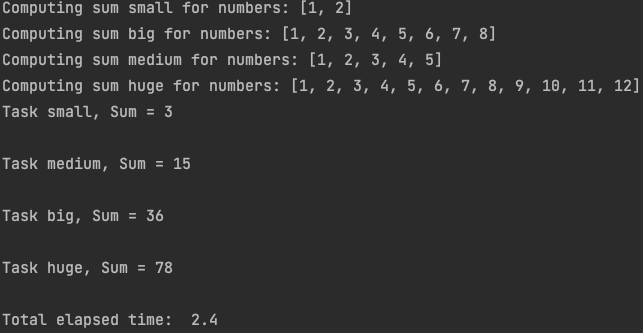 Computing sum small for numbers: [1, 2]
Computing sum big for numbers: [1, 2, 3, 4, 5, 6, 7, 8]
Computing sum medium for numbers: [1, 2, 3, 4, 5]
Computing sum huge for numbers: [1, 2, 3, 4, 5, 6, 7, 8, 9, 10, 11, 12]
Task small, Sum = 3
Task medium, Sum = 15
Task big, Sum = 36
Task huge, Sum = 78
Total elapsed time:  2.4